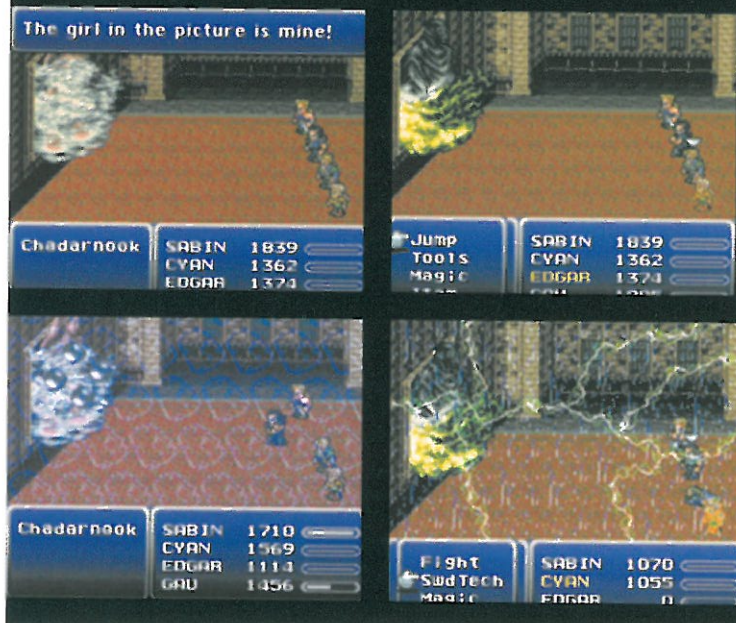 The girl in the picture is mine!
Chadarnook
SABIN 1839
CYAN 1362
EDGAR 1374
Jump
Tools
Magic
SABIN 1839
CYAN 1362
EDGAR 1374
Chadarnook
SABIN 1710
CYAN 1569
EDGAR 1114
GAU 1456
Fight
SwdTech
Magic
SABIN 1070
CYAN 1055
EDGAR 0